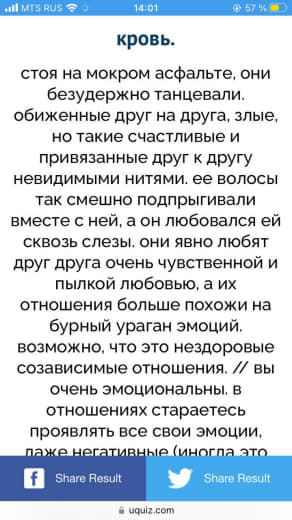 MTS RUS 14:01 57 %
кровь.
стоя на мокром асфальте, они
безудержно танцевали.
обиженные друг на друга, злые,
но такие счастливые и
привязанные друг к другу
невидимыми нитями. ее волосы
так смешно подпрыгивали
вместе с ней, а он любовался ей
сквозь слезы. они явно любят
друг друга очень чувственной и
пылкой любовью, а их
отношения больше похожи на
бурный ураган эмоций.
возможно, что это нездоровые
созависимые отношения. // вы
очень эмоциональны. в
отношениях стараетесь
проявлять все свои эмоции,
даже негативные (иногда это
Share Result Share Result
uquiz.com